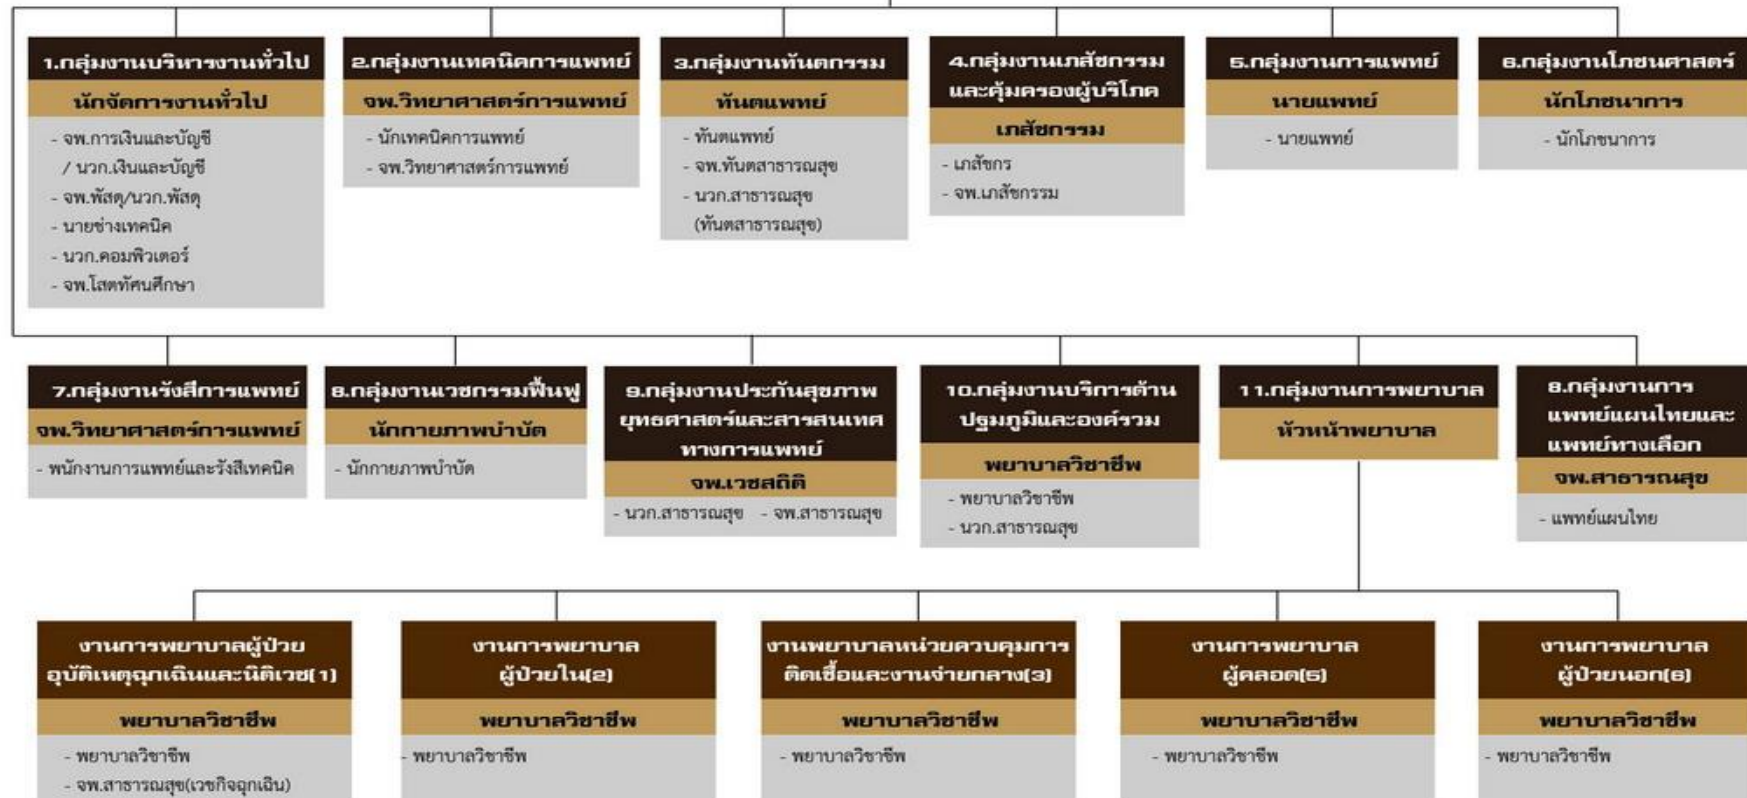 1.กลุ่มงานบริหารงานทั่วไป
นักจัดการงานทั่วไป
- จพ.การเงินและบัญชี
/ นวก.เงินและบัญชี
- จพ.พัสดุ/นวก.พัสดุ
- นายช่างเทคนิค
- นวก.คอมพิวเตอร์
- จพ.โสตทัศนศึกษา
2.กลุ่มงานเทคนิคการแพทย์
จพ.วิทยาศาสตร์การแพทย์
- นักเทคนิคการแพทย์
- จพ.วิทยาศาสตร์การแพทย์
3.กลุ่มงานทันตกรรม
ทันตแพทย์
- ทันตแพทย์
- จพ.ทันตสาธารณสุข
- นวก.สาธารณสุข
(ทันตสาธารณสุข)
4.กลุ่มงานเภสัชกรรม
และคุ้มครองผู้บริโภค
เภสัชกรรม
- เภสัชกร
- จพ.เภสัชกรรม
5.กลุ่มงานการแพทย์
นายแพทย์
- นายแพทย์
6.กลุ่มงานโภชนศาสตร์
นักโภชนาการ
- นักโภชนาการ
7.กลุ่มงานรังสีการแพทย์
จพ.วิทยาศาสตร์การแพทย์
- พนักงานการแพทย์และรังสีเทคนิค
8.กลุ่มงานเวชกรรมฟื้นฟู
นักกายภาพบำบัด
- นักกายภาพบำบัด
9.กลุ่มงานประกันสุขภาพ
ยุทธศาสตร์และสารสนเทศ
ทางการแพทย์
จพ.เวชสถิติ
- นวก.สาธารณสุข - จพ.สาธารณสุข
10.กลุ่มงานบริการด้าน
ปฐมภูมิและองค์รวม
พยาบาลวิชาชีพ
- พยาบาลวิชาชีพ
- นวก.สาธารณสุข
11.กลุ่มงานการพยาบาล
หัวหน้าพยาบาล
8.กลุ่มงานการ
แพทย์แผนไทยและ
แพทย์ทางเลือก
จพ.สาธารณสุข
- แพทย์แผนไทย
งานการพยาบาลผู้ป่วย
อุบัติเหตุฉุกเฉินและนิติเวช(1)
พยาบาลวิชาชีพ
- พยาบาลวิชาชีพ
- จพ.สาธารณสุข(เวชกิจฉุกเฉิน)
งานการพยาบาล
ผู้ป่วยใน(2)
พยาบาลวิชาชีพ
- พยาบาลวิชาชีพ
งานพยาบาลหน่วยควบคุมการ
ติดเชื้อและงานจ่ายกลาง(3)
พยาบาลวิชาชีพ
- พยาบาลวิชาชีพ
งานการพยาบาล
ผู้คลอด(5)
พยาบาลวิชาชีพ
- พยาบาลวิชาชีพ
งานการพยาบาล
ผู้ป่วยนอก(6)
พยาบาลวิชาชีพ
- พยาบาลวิชาชีพ